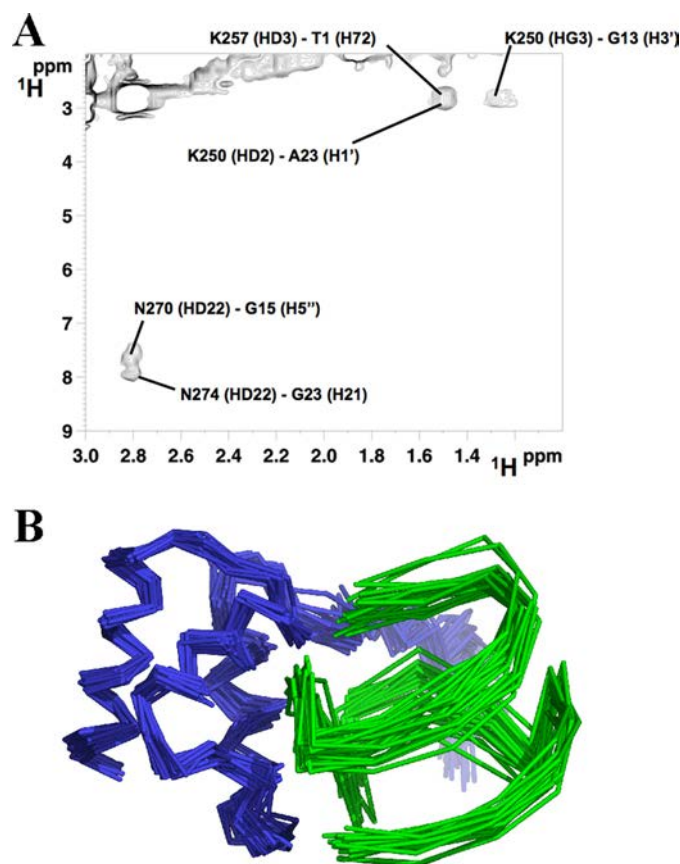 A
ppm
¹H
K257 (HD3) - T1 (H72)
K250 (HG3) - G13 (H3')
3
K250 (HD2) - A23 (H1')
4
5
6
7
N270 (HD22) - G15 (H5")
8
N274 (HD22) - G23 (H21)
9
3.0 2.8 2.6 2.4 2.2 2.0 1.8 1.6 1.4 ¹H ppm
B